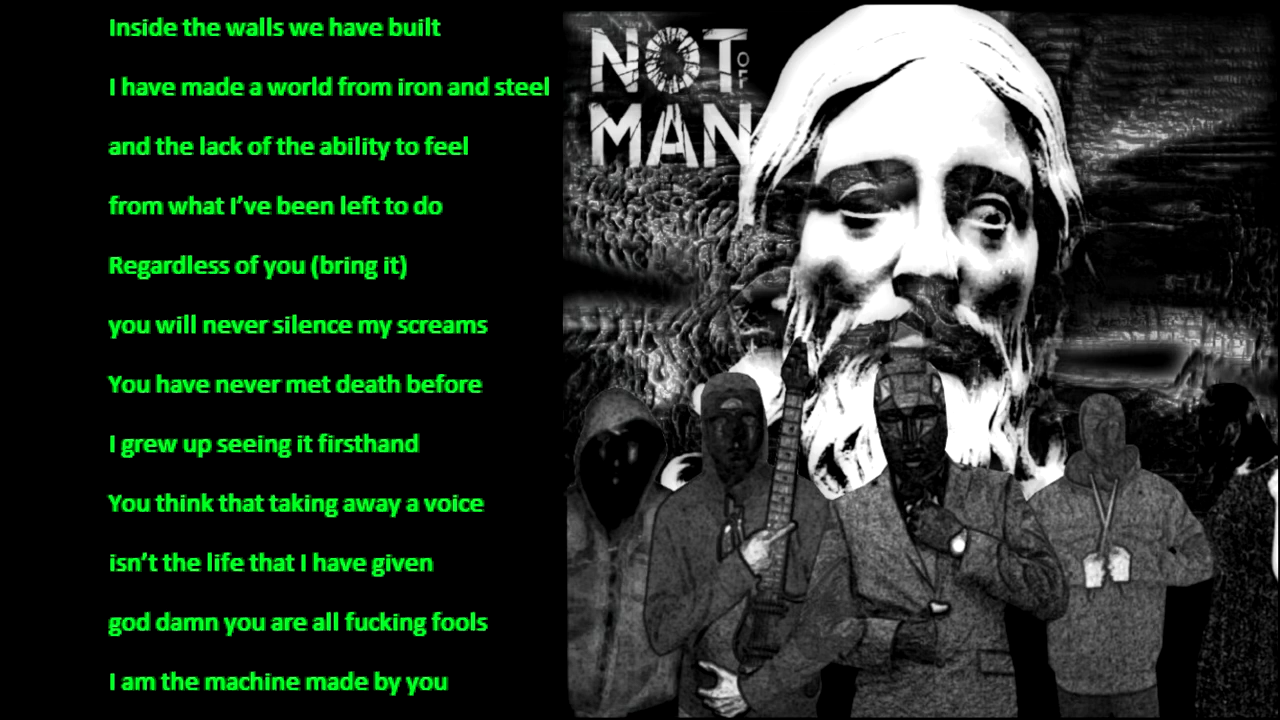 Inside the walls we have built
I have made a world from iron and steel
and the lack of the ability to feel
from what I've been left to do
Regardless of you (bring it)
you will never silence my screams
You have never met death before
I grew up seeing it firsthand
You think that taking away a voice
isn't the life that I have given
god damn you are all fucking fools
I am the machine made by you
NOT
OF
MAN